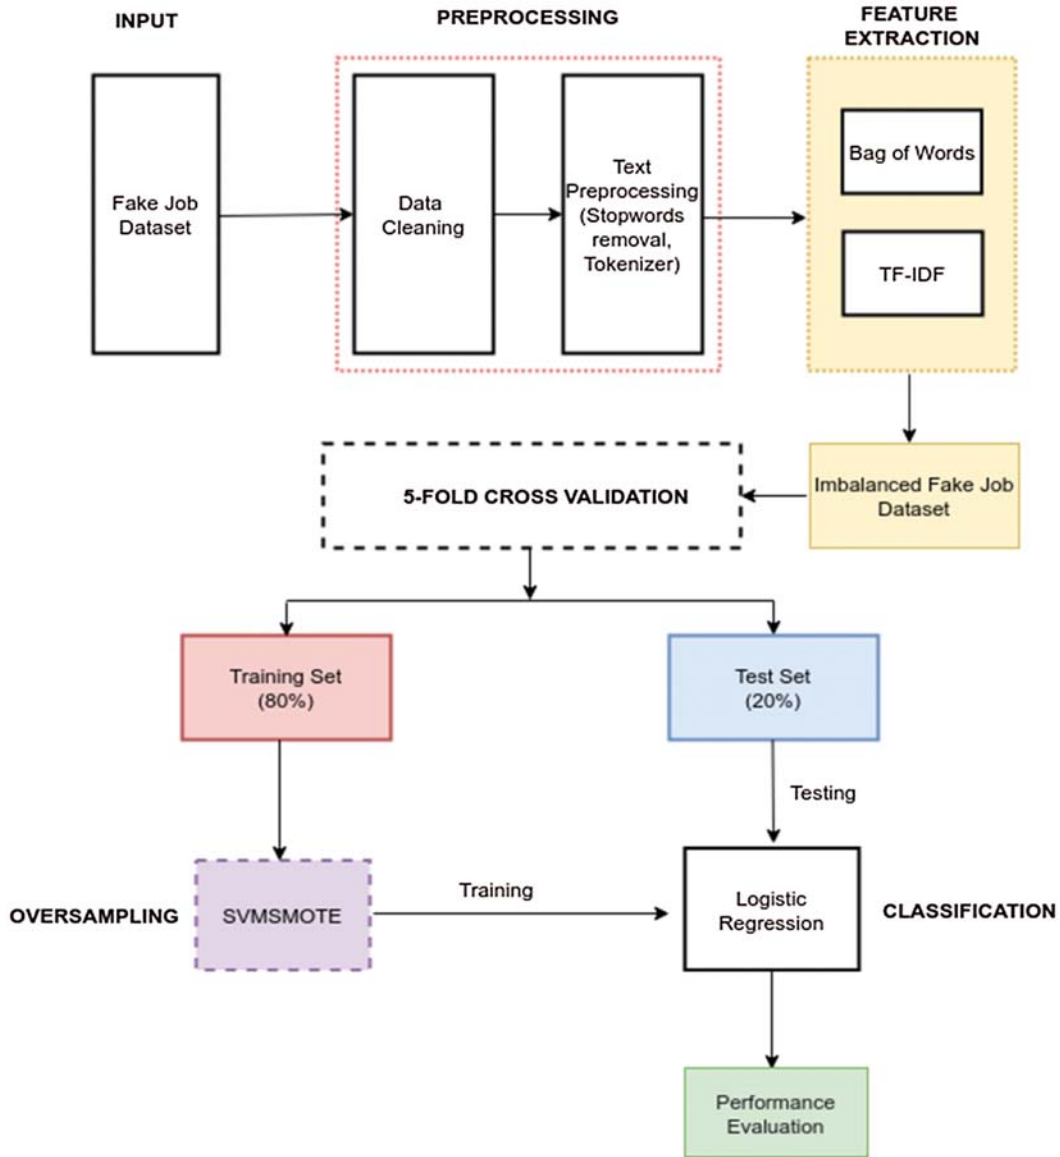 INPUT
PREPROCESSING
FEATURE
EXTRACTION
Fake Job
Dataset
Data
Cleaning
Text
Preprocessing
(Stopwords
removal,
Tokenizer)
Bag of Words
TF-IDF
Imbalanced Fake Job
Dataset
5-FOLD CROSS VALIDATION
Training Set
(80%)
Test Set
(20%)
Testing
OVERSAMPLING
SVMSMOTE
Training
Logistic
Regression
CLASSIFICATION
Performance
Evaluation